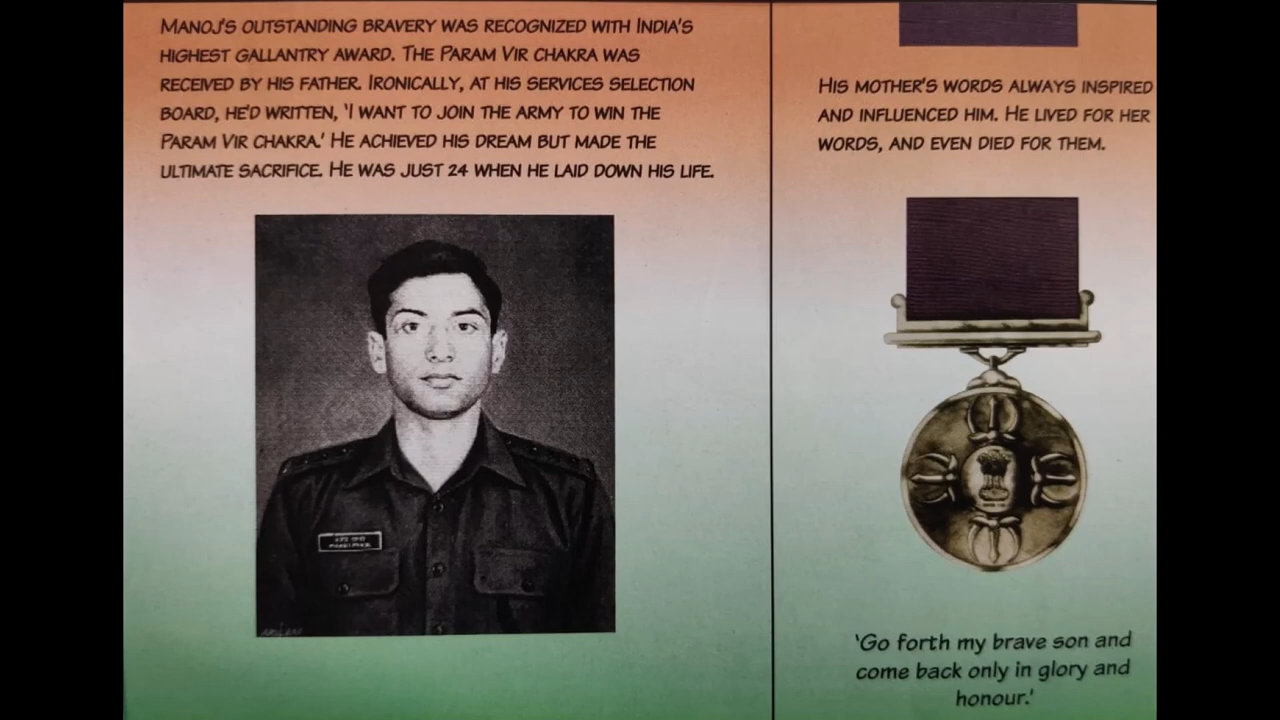 MANOJ'S OUTSTANDING BRAVERY WAS RECOGNIZED WITH INDIA'S
HIGHEST GALLANTRY AWARD. THE PARAM VIR CHAKRA WAS
RECEIVED BY HIS FATHER. IRONICALLY, AT HIS SERVICES SELECTION
BOARD, HE'D WRITTEN, 'I WANT TO JOIN THE ARMY TO WIN THE
PARAM VIR CHAKRA.' HE ACHIEVED HIS DREAM BUT MADE THE
ULTIMATE SACRIFICE. HE WAS JUST 24 WHEN HE LAID DOWN HIS LIFE.
HIS MOTHER'S WORDS ALWAYS INSPIRED
AND INFLUENCED HIM. HE LIVED FOR HER
WORDS, AND EVEN DIED FOR THEM.
'Go forth my brave son and
come back only in glory and
honour.'